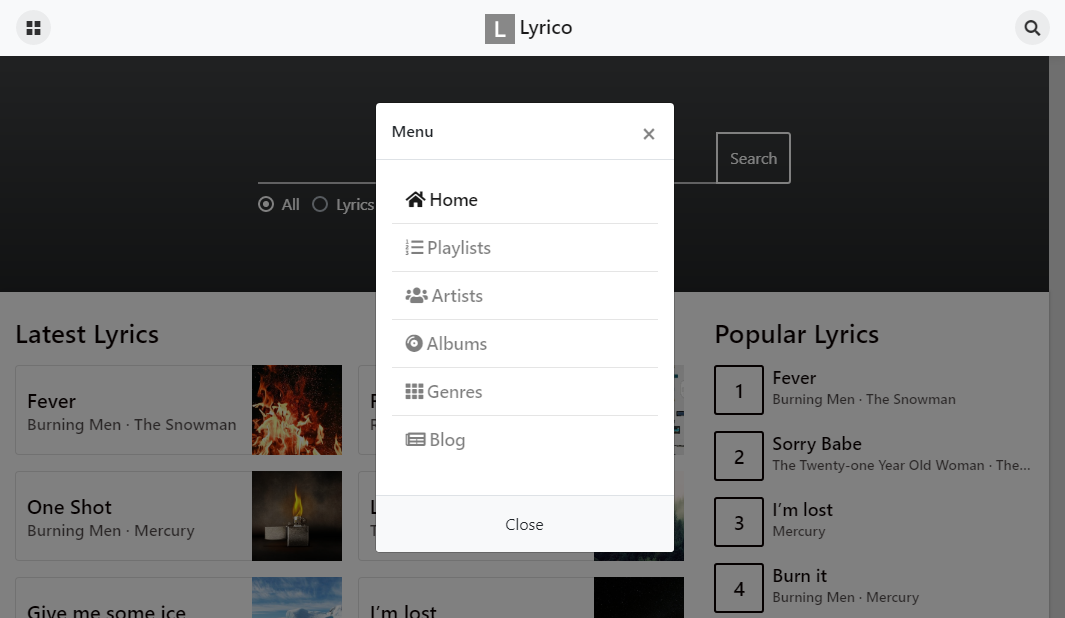 L Lyrico
Menu
×
Search
All
Lyrics
Home
Playlists
Artists
Albums
Genres
Blog
Close
Latest Lyrics
Fever
Burning Men · The Snowman
One Shot
Burning Men · Mercury
Give me some ice
I'm lost
Popular Lyrics
1
Fever
Burning Men · The Snowman
2
Sorry Babe
The Twenty-one Year Old Woman · The...
3
I'm lost
Mercury
4
Burn it
Burning Men · Mercury